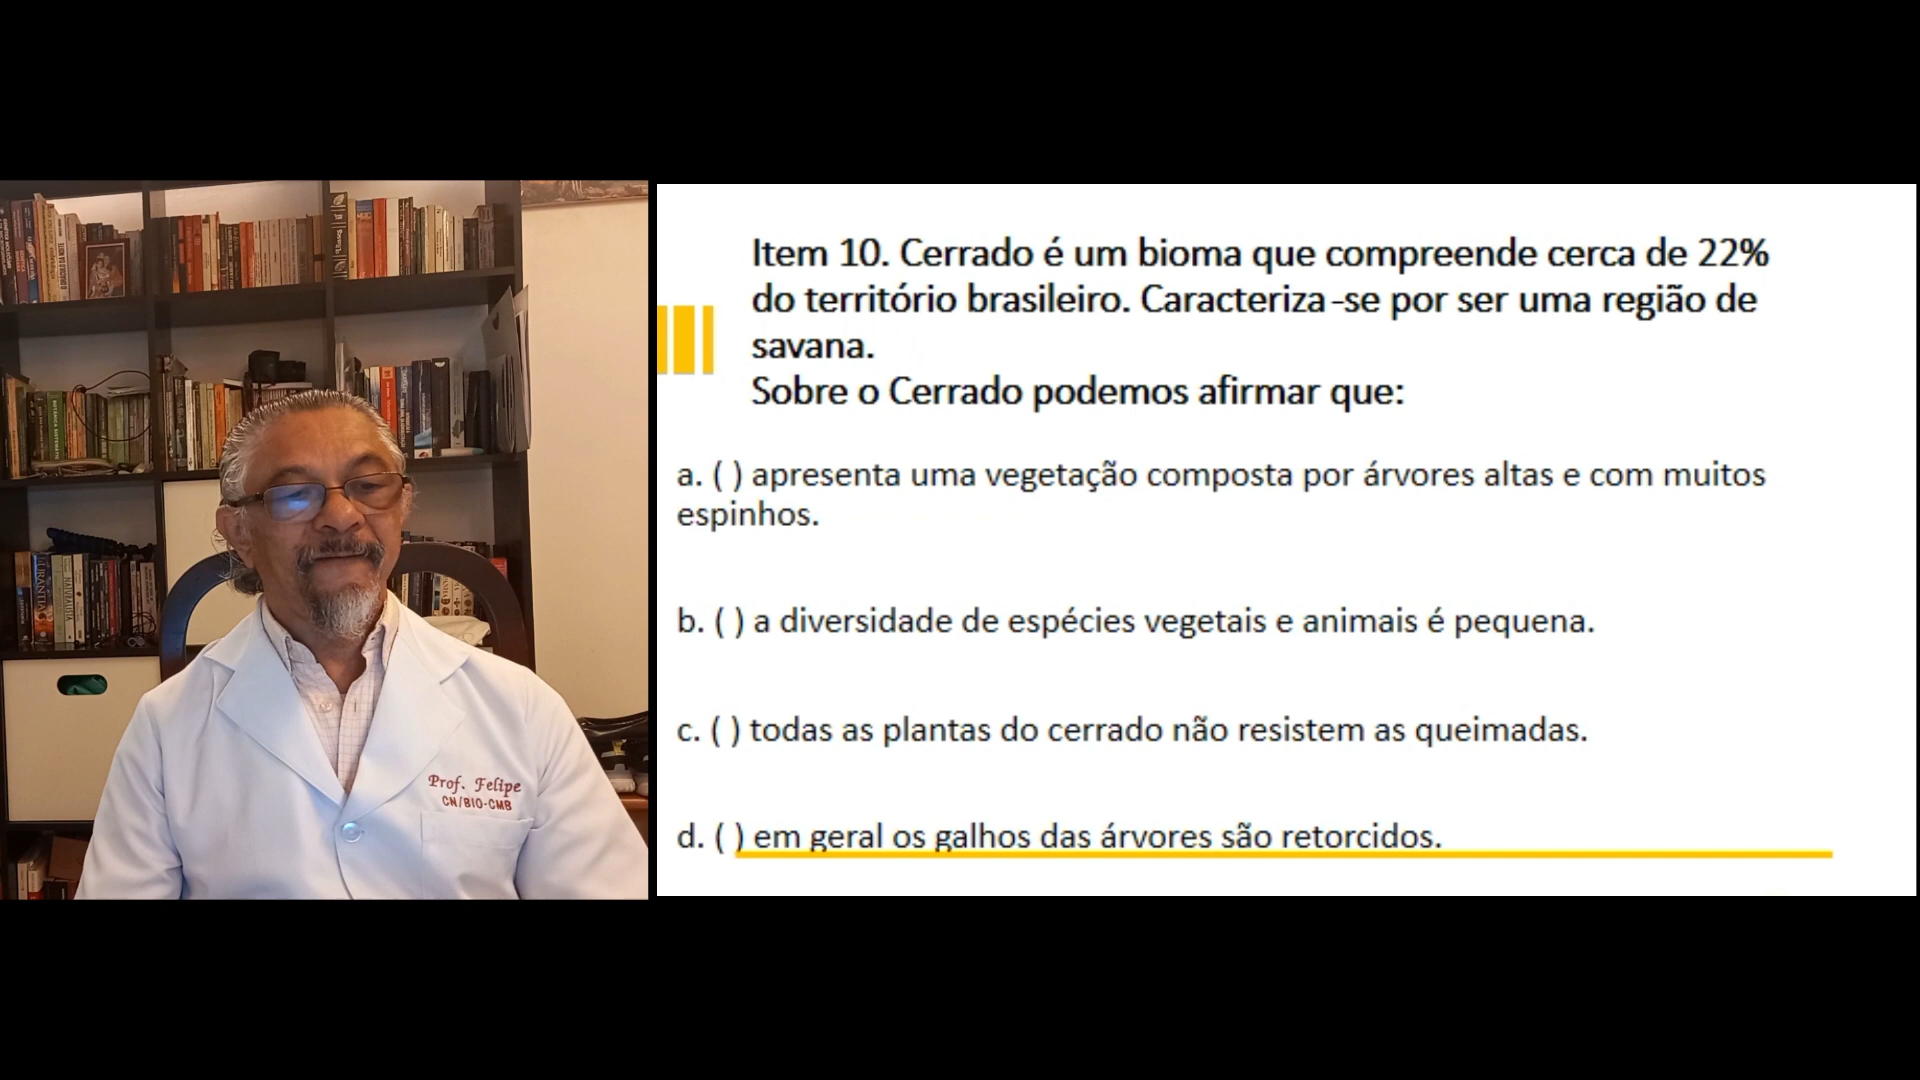 Item 10. Cerrado é um bioma que compreende cerca de 22%
do território brasileiro. Caracteriza-se por ser uma região de
savana.
Sobre o Cerrado podemos afirmar que:
a. ( ) apresenta uma vegetação composta por árvores altas e com muitos
espinhos.
b. ( ) a diversidade de espécies vegetais e animais é pequena.
c. ( ) todas as plantas do cerrado não resistem as queimadas.
d. ( ) em geral os galhos das árvores são retorcidos.
Prof. Felipe
CN/BIO-CMB